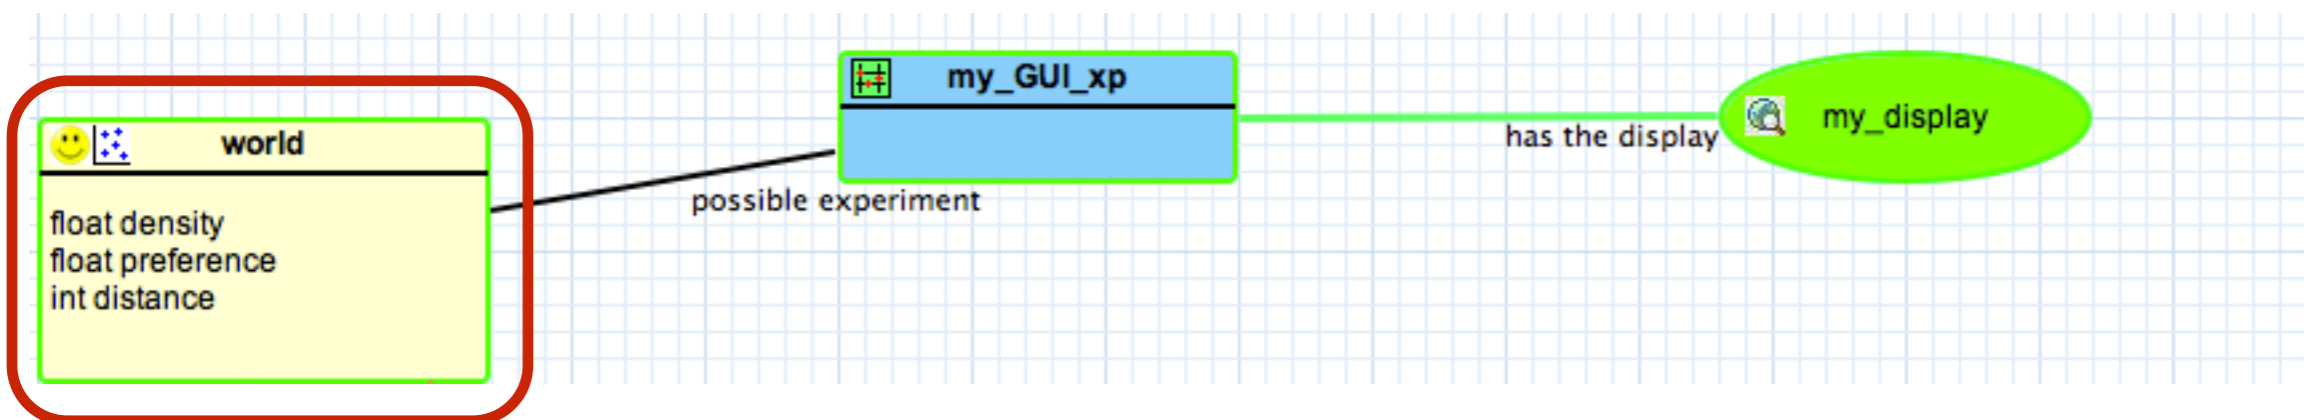 world
float density
float preference
int distance
possible experiment
my_GUI_xp
has the display
my_display